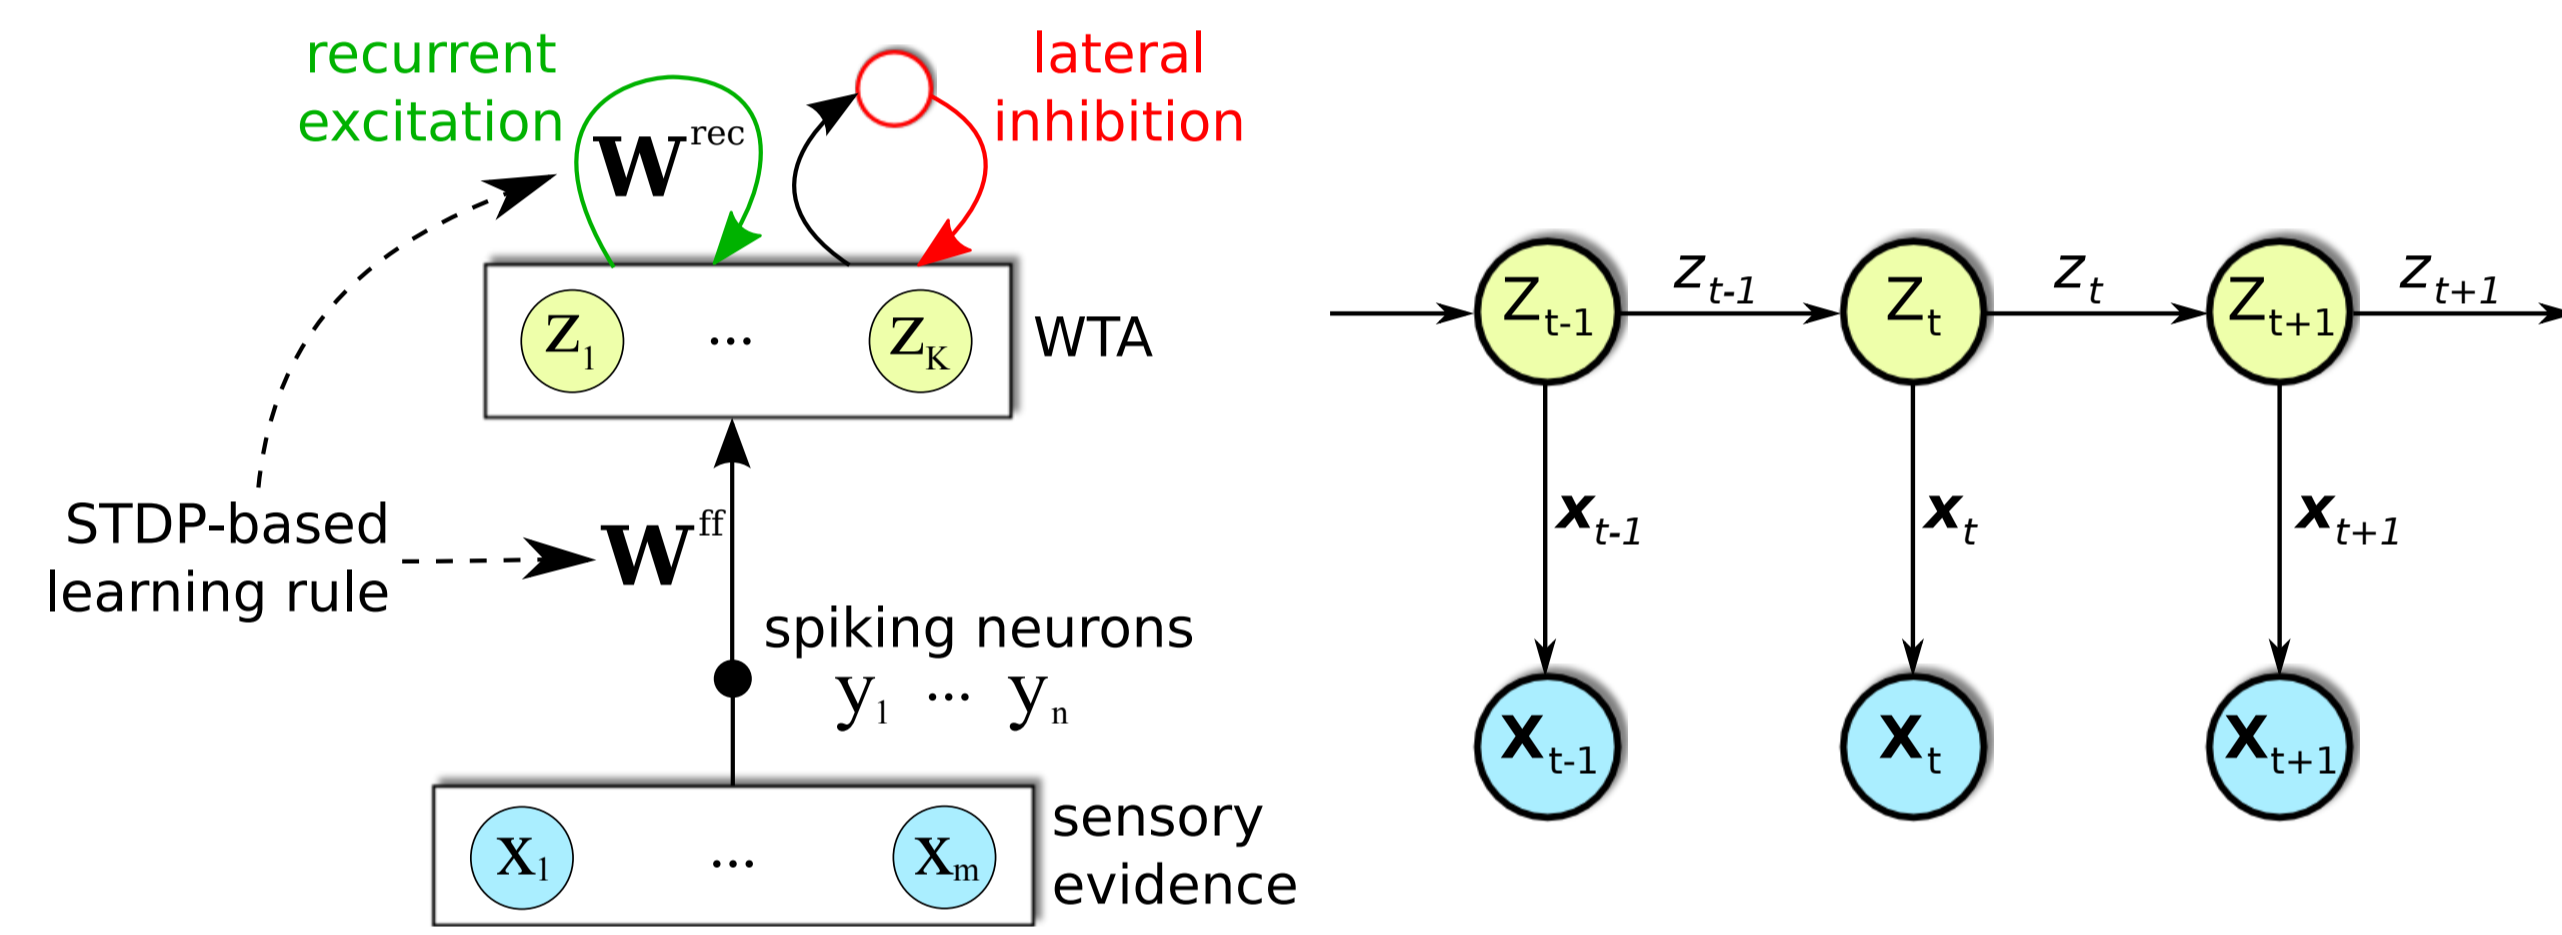 recurrent
excitation
W^rec
lateral
inhibition
z_1 ... z_K
WTA
STDP-based
learning rule
W^ff
spiking neurons
y_1 ... y_n
x_1 ... x_m
sensory
evidence
z_t-1 z_t z_t+1
Z_t-1 Z_t Z_t+1
x_t-1 x_t x_t+1
X_t-1 X_t X_t+1